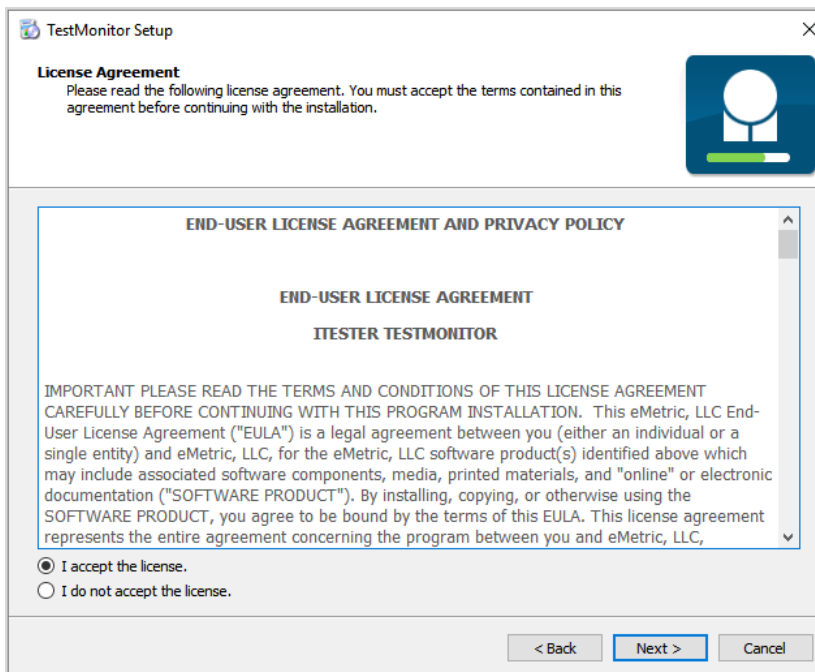 TestMonitor Setup
License Agreement
Please read the following license agreement. You must accept the terms contained in this
agreement before continuing with the installation.
END-USER LICENSE AGREEMENT AND PRIVACY POLICY
END-USER LICENSE AGREEMENT
ITESTER TESTMONITOR
IMPORTANT PLEASE READ THE TERMS AND CONDITIONS OF THIS LICENSE AGREEMENT
CAREFULLY BEFORE CONTINUING WITH THIS PROGRAM INSTALLATION.  This eMetric, LLC End-
User License Agreement ("EULA") is a legal agreement between you (either an individual or a
single entity) and eMetric, LLC, for the eMetric, LLC software product(s) identified above which
may include associated software components, media, printed materials, and "online" or electronic
documentation ("SOFTWARE PRODUCT"). By installing, copying, or otherwise using the
SOFTWARE PRODUCT, you agree to be bound by the terms of this EULA. This license agreement
represents the entire agreement concerning the program between you and eMetric, LLC,
I accept the license.
I do not accept the license.
< Back Next > Cancel